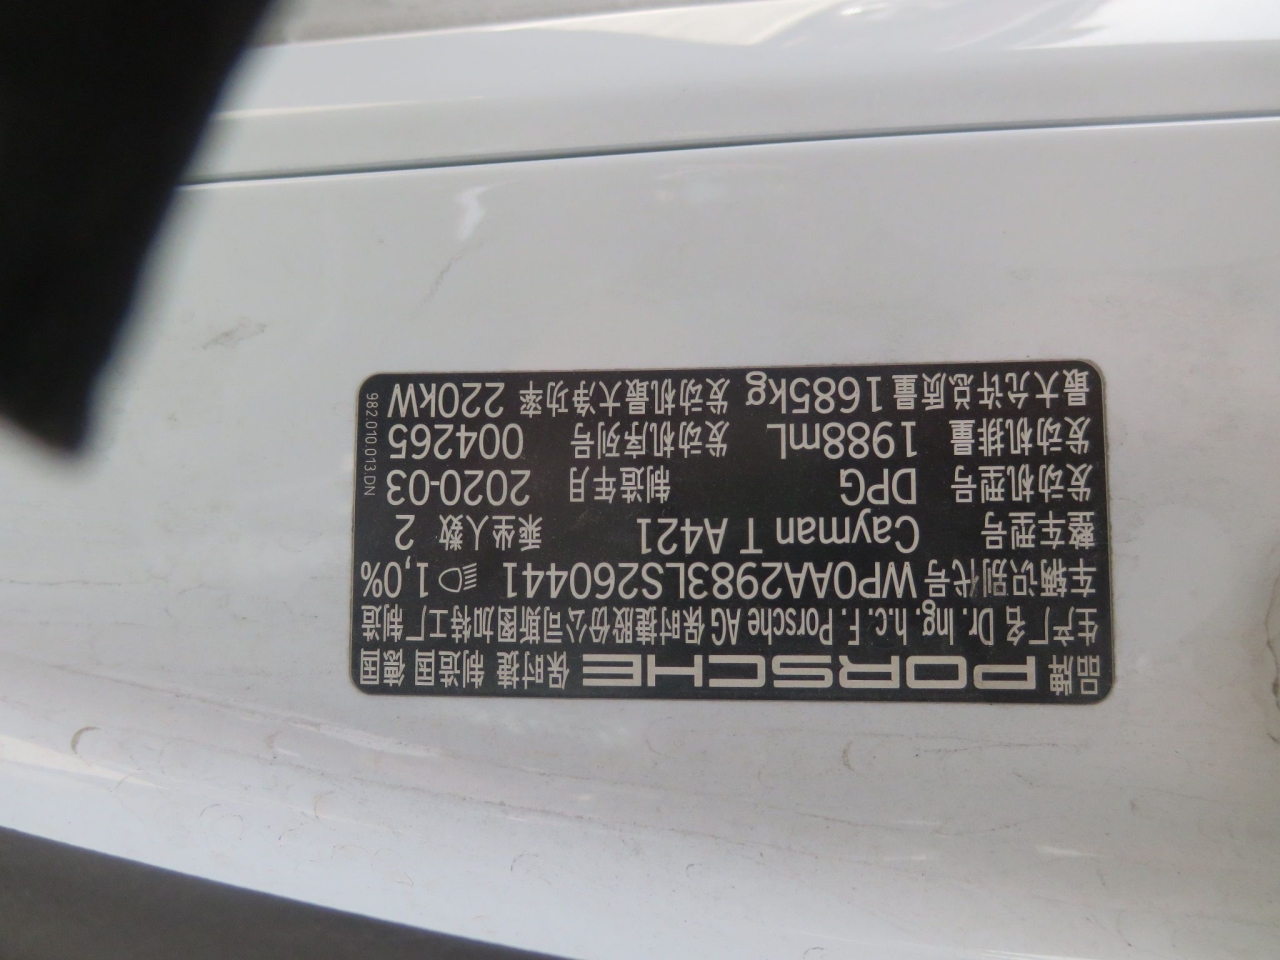 品牌 PORSCHE 保时捷 制造国 德国
生产厂名 Dr. Ing. h.c. F. Porsche AG 保时捷股份公司斯图加特工厂制造
车辆识别代号 WP0AA2983LS260441 1,0%
整车型号 Cayman T A421 乘坐人数 2
发动机型号 DPG 制造年月 2020-03
发动机排量 1988mL 发动机序列号 004265
最大允许总质量 1685kg 发动机最大净功率 220kW
982.010.013.DN